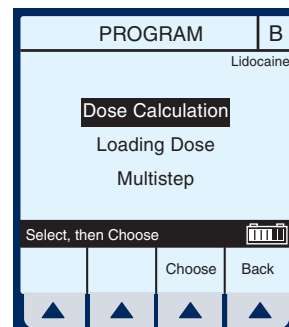 PROGRAM B
Lidocaine
Dose Calculation
Loading Dose
Multistep
Select, then Choose
Choose Back